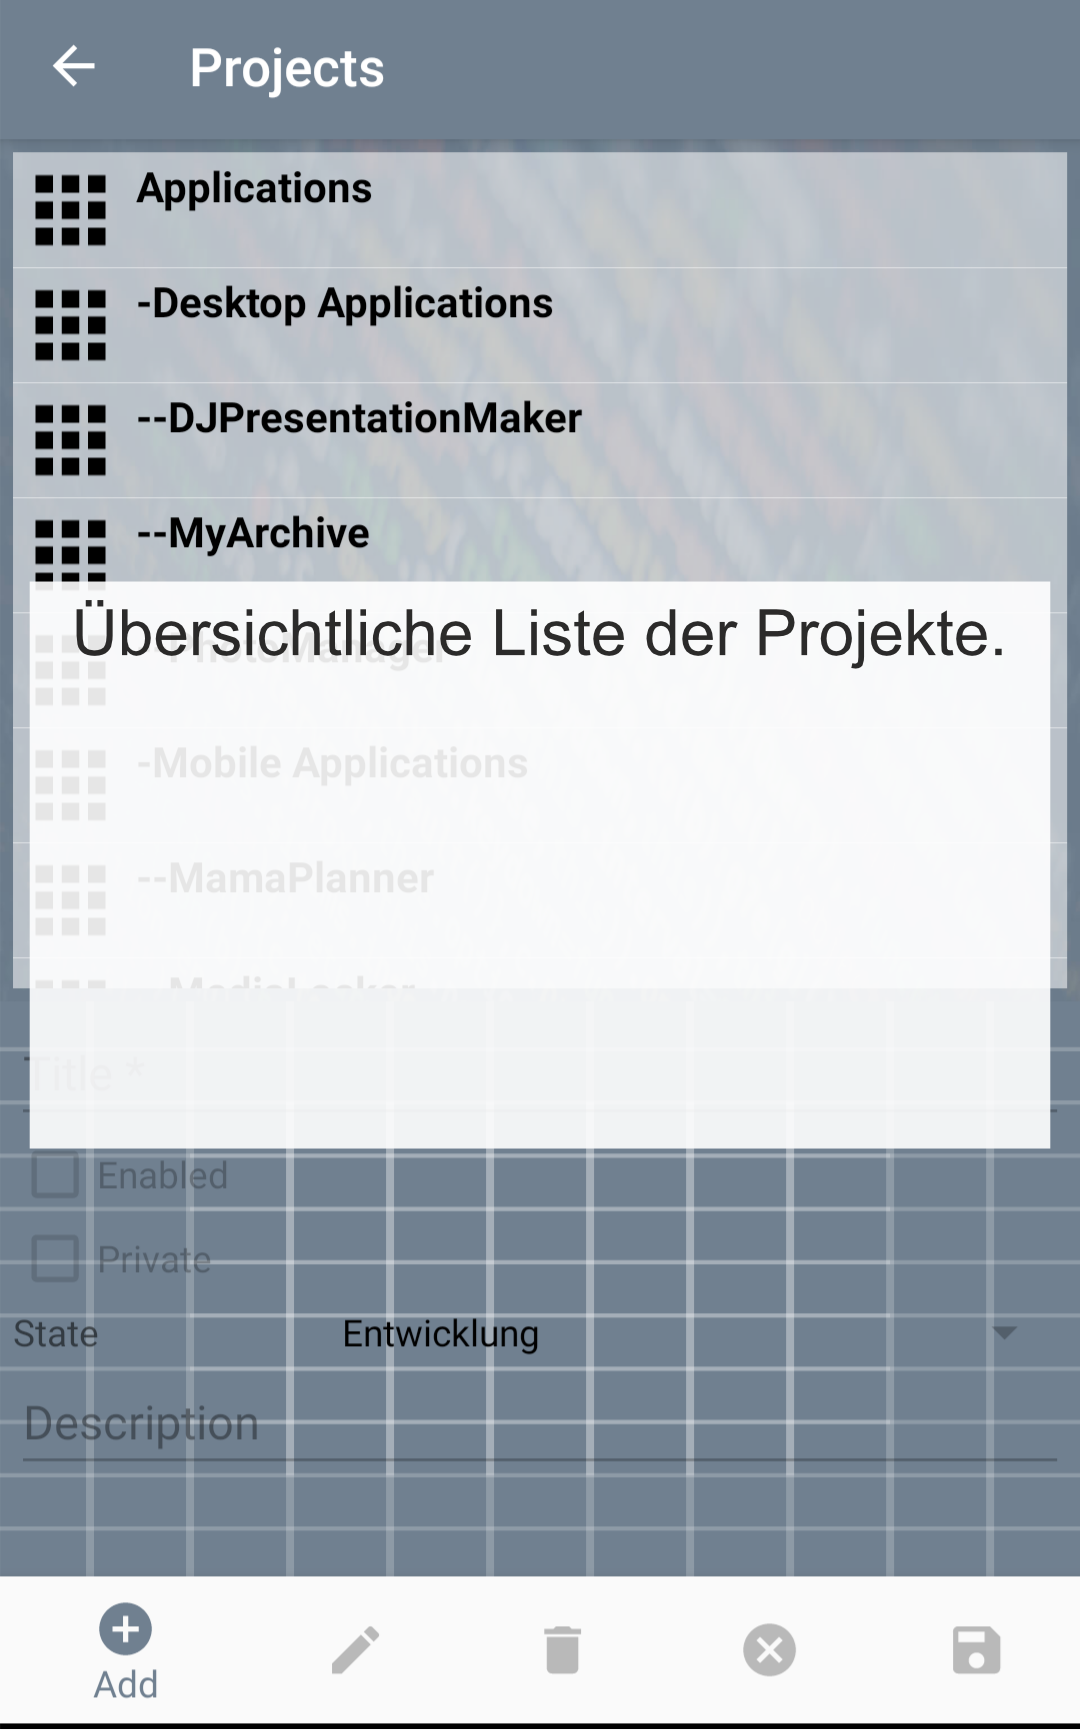 Projects
Applications
-Desktop Applications
--DJPresentationMaker
--MyArchive
Übersichtliche Liste der Projekte.
--PhotoManager
-Mobile Applications
--MamaPlanner
--MediaLocker
Title *
Enabled
Private
State Entwicklung
Description
Add